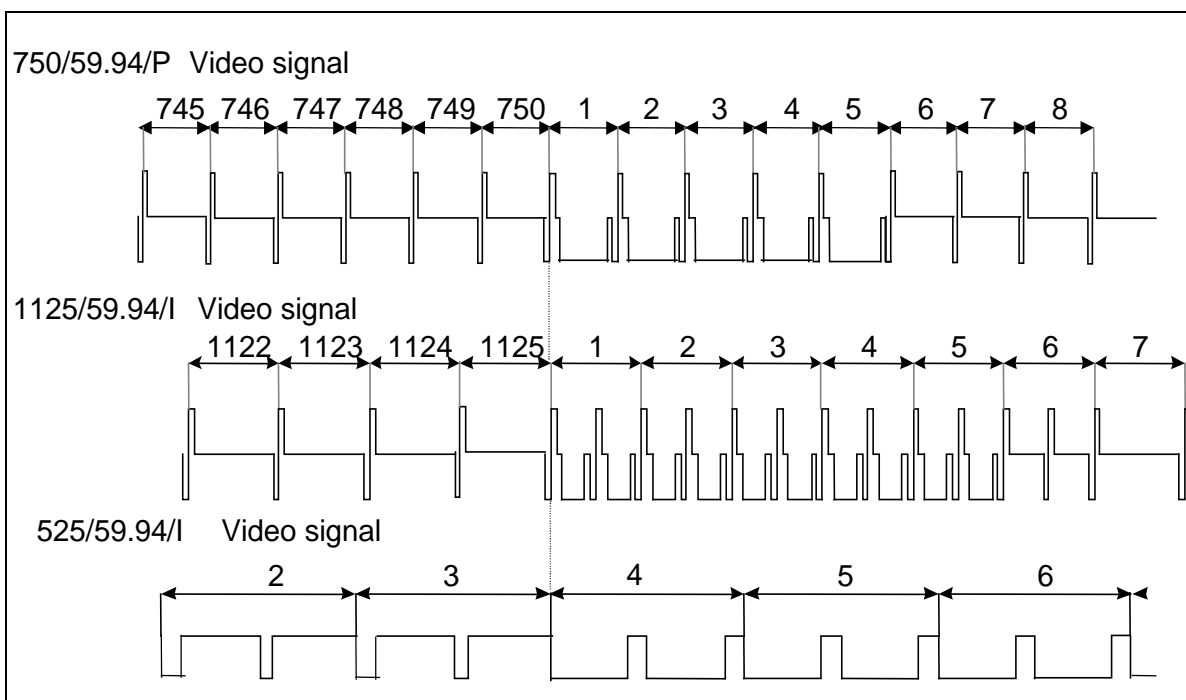 750/59.94/P Video signal
745 746 747 748 749 750 1 2 3 4 5 6 7 8
1125/59.94/I Video signal
1122 1123 1124 1125 1 2 3 4 5 6 7
525/59.94/I Video signal
2 3 4 5 6